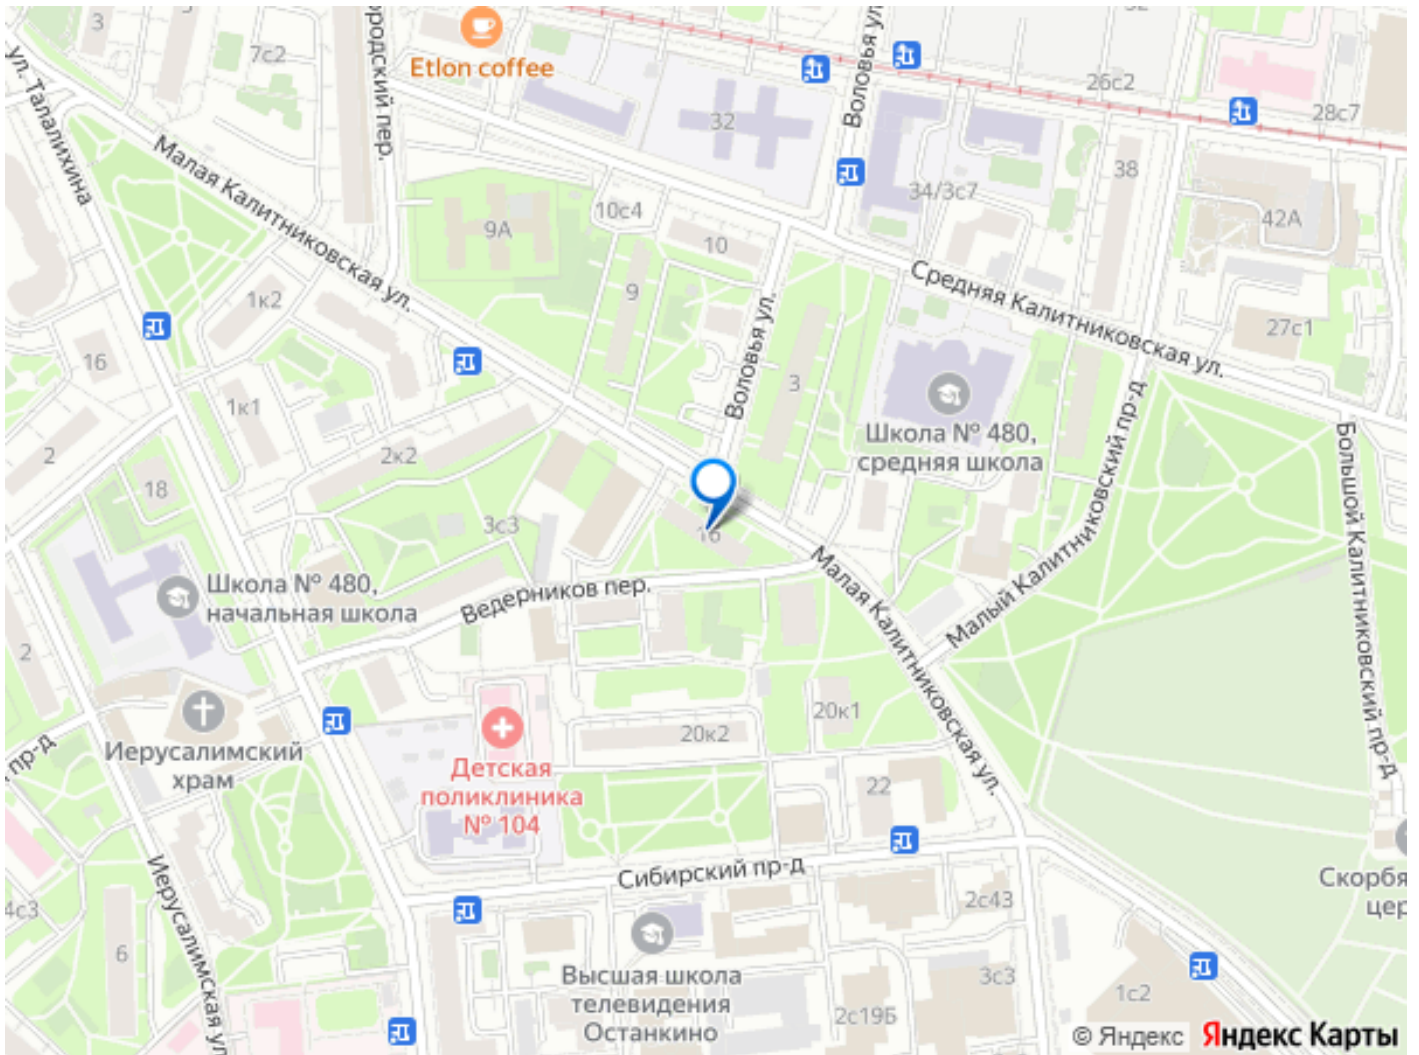 3
7с2
Etlon coffee
ул. Талалихина
ородский пер.
Воловья ул.
32
26с2
28с7
34/3с7
38
42А
Малая Калитниковская ул.
9А
10с4
10
9
Средняя Калитниковская ул.
27с1
1к2
16
1к1
2
2к2
18
3с3
Воловья ул.
3
Школа № 480,
средняя школа
Малый Калитниковский пр-д
Большой Калитниковский пр-д
16
Школа № 480,
начальная школа
Ведерников пер.
Малая Калитниковская ул.
2
Иерусалимский
храм
пр-д
20к1
20к2
Детская
поликлиника
№ 104
22
Сибирский пр-д
Иерусалимская ул
4с3
6
Скорбя
цер
2с43
Высшая школа
телевидения
Останкино
3с3
2с19Б
1с2
© Яндекс Яндекс Карты